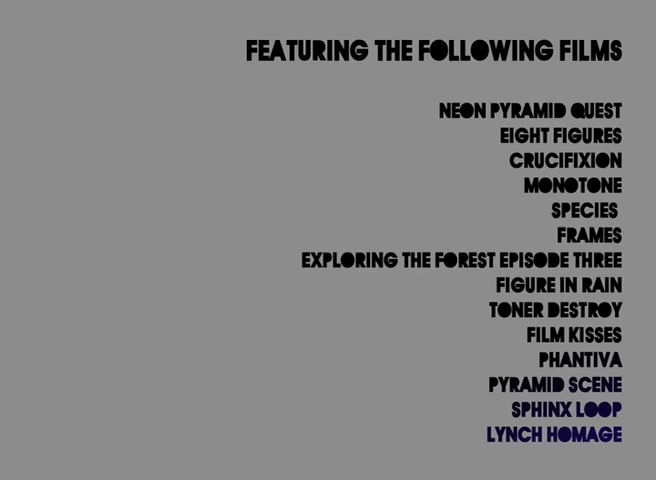 FEATURING THE FOLLOWING FILMS
NEON PYRAMID QUEST
EIGHT FIGURES
CRUCIFIXION
MONOTONE
SPECIES
FRAMES
EXPLORING THE FOREST EPISODE THREE
FIGURE IN RAIN
TONER DESTROY
FILM KISSES
PHANTIVA
PYRAMID SCENE
SPHINX LOOP
LYNCH HOMAGE